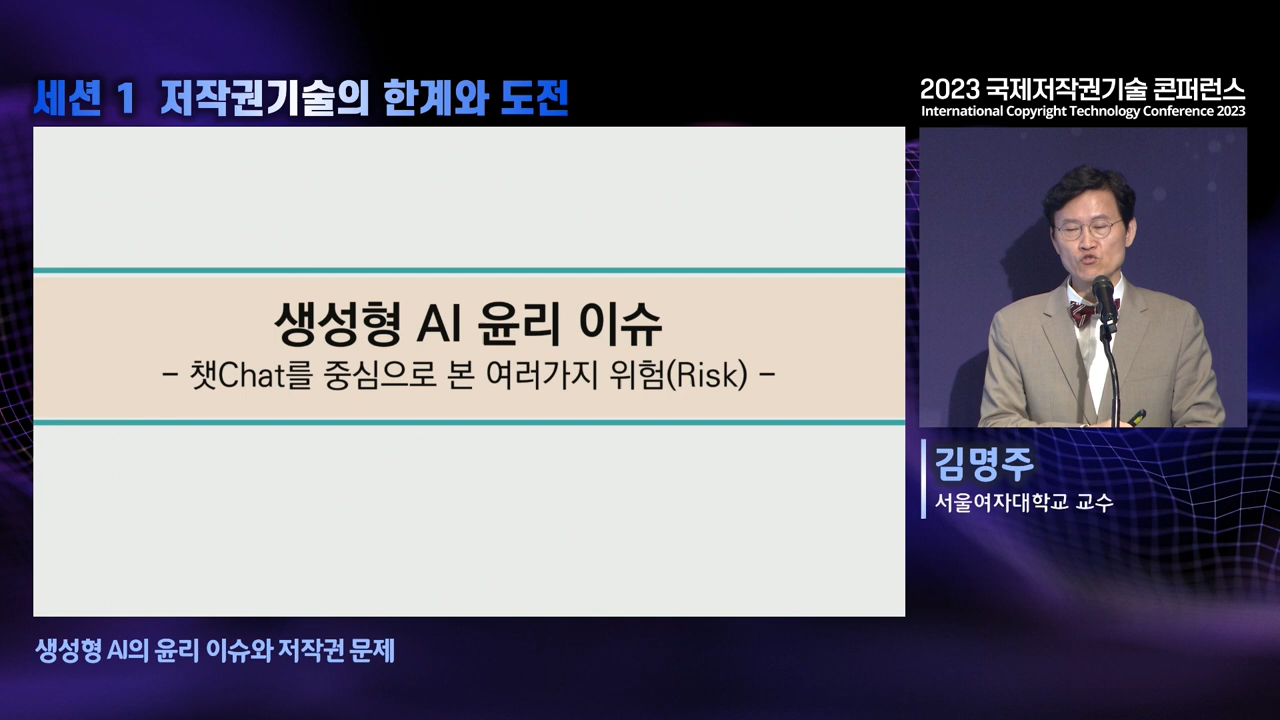 세션 1 저작권기술의 한계와 도전
2023 국제저작권기술 콘퍼런스
International Copyright Technology Conference 2023
생성형 AI 윤리 이슈
- 챗Chat를 중심으로 본 여러가지 위험(Risk) -
김명주
서울여자대학교 교수
생성형 AI의 윤리 이슈와 저작권 문제